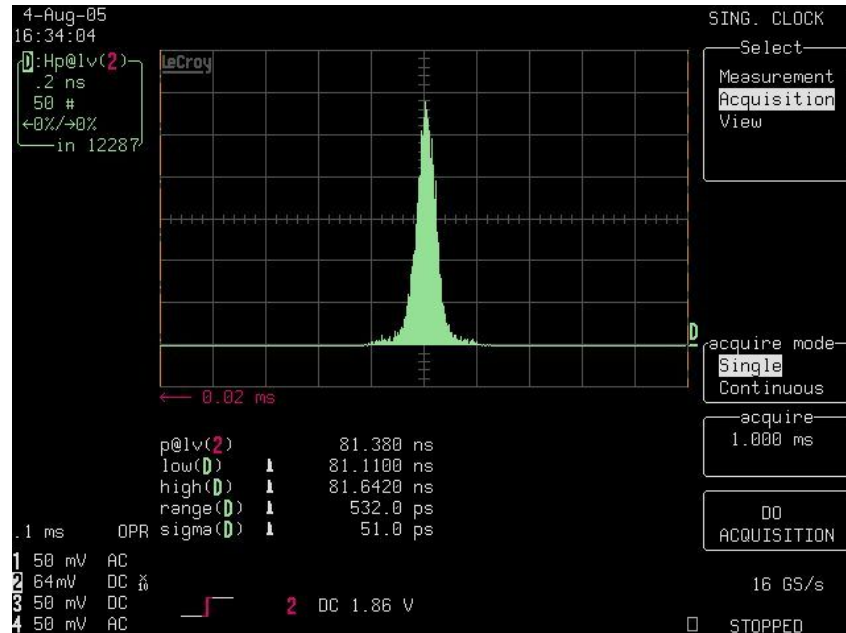 4-Aug-05
16:34:04
SING. CLOCK
D:Hp@lv(2)
.2 ns
50 #
←0%/→0%
in 12287
LeCroy
Select
Measurement
Acquisition
View
D
acquire mode
Single
Continuous
← 0.02 ms
acquire
1.000 ms
p@lv(2) 81.380 ns
low(D) 81.1100 ns
high(D) 81.6420 ns
range(D) 532.0 ps
sigma(D) 51.0 ps
DO
ACQUISITION
.1 ms OPR
1 50 mV AC
2 64mV DC X10
3 50 mV DC
4 50 mV AC
2 DC 1.86 V
16 GS/s
STOPPED